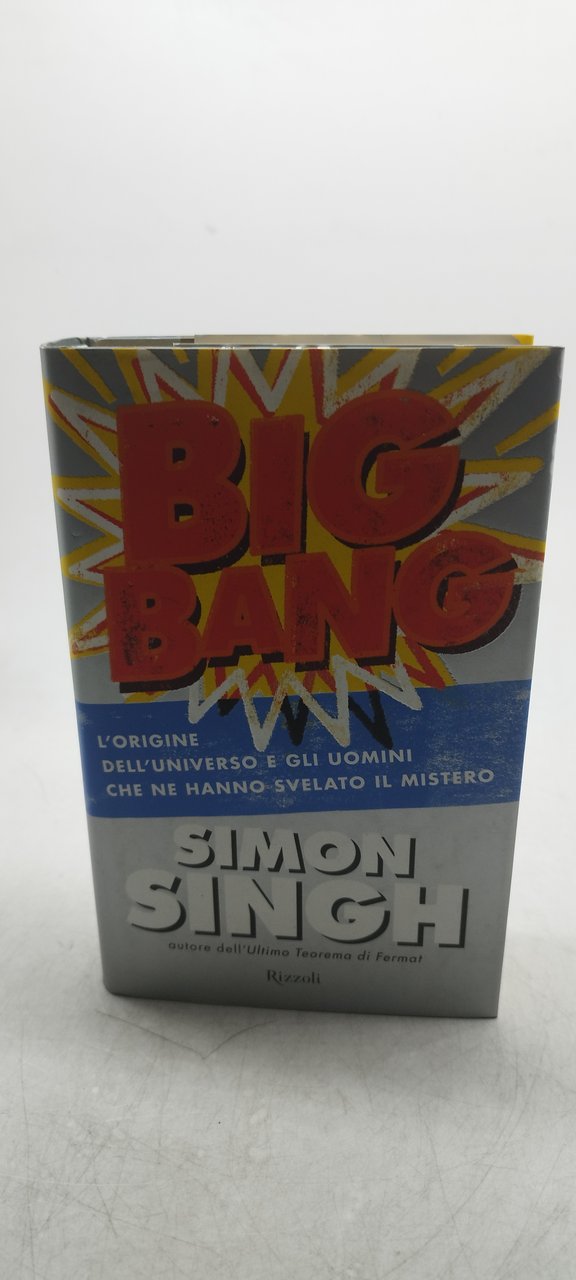 BIG
BANG
L'ORIGINE
DELL'UNIVERSO E GLI UOMINI
CHE NE HANNO SVELATO IL MISTERO
SIMON
SINGH
autore dell'Ultimo Teorema di Fermat
Rizzoli